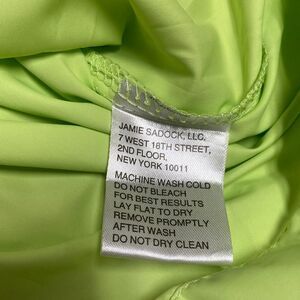 JAMIE SADOCK, LLC,
7 WEST 18TH STREET,
2ND FLOOR,
NEW YORK 10011
MACHINE WASH COLD
DO NOT BLEACH
FOR BEST RESULTS
LAY FLAT TO DRY
REMOVE PROMPTLY
AFTER WASH
DO NOT DRY CLEAN